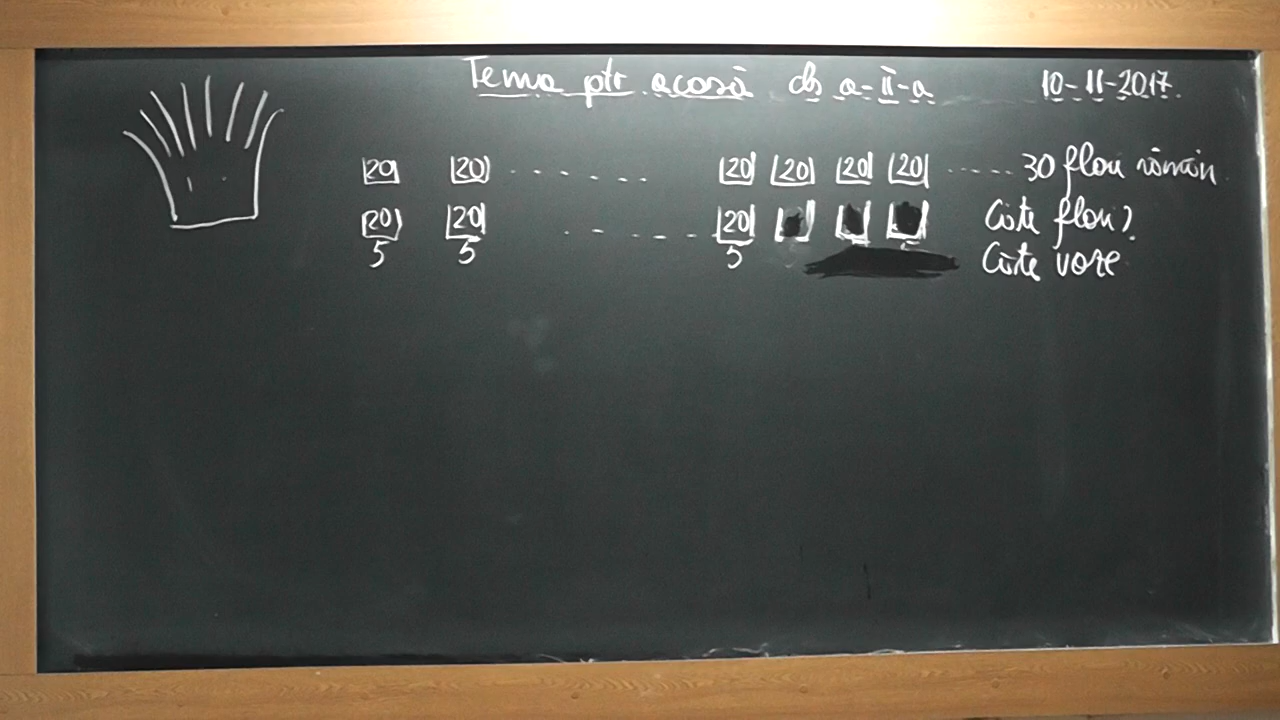 Tema ptr. acasă cls a-II-a 10-11-2017.
20 20 . . . . . . . 20 20 20 20 ...... 30 flori rămân
20 20 . . . . . . 20 Câte flori?
5 5 5 Câte vaze